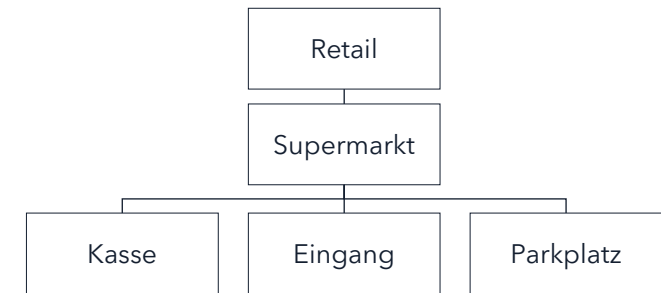 Retail
Supermarkt
Kasse
Eingang
Parkplatz